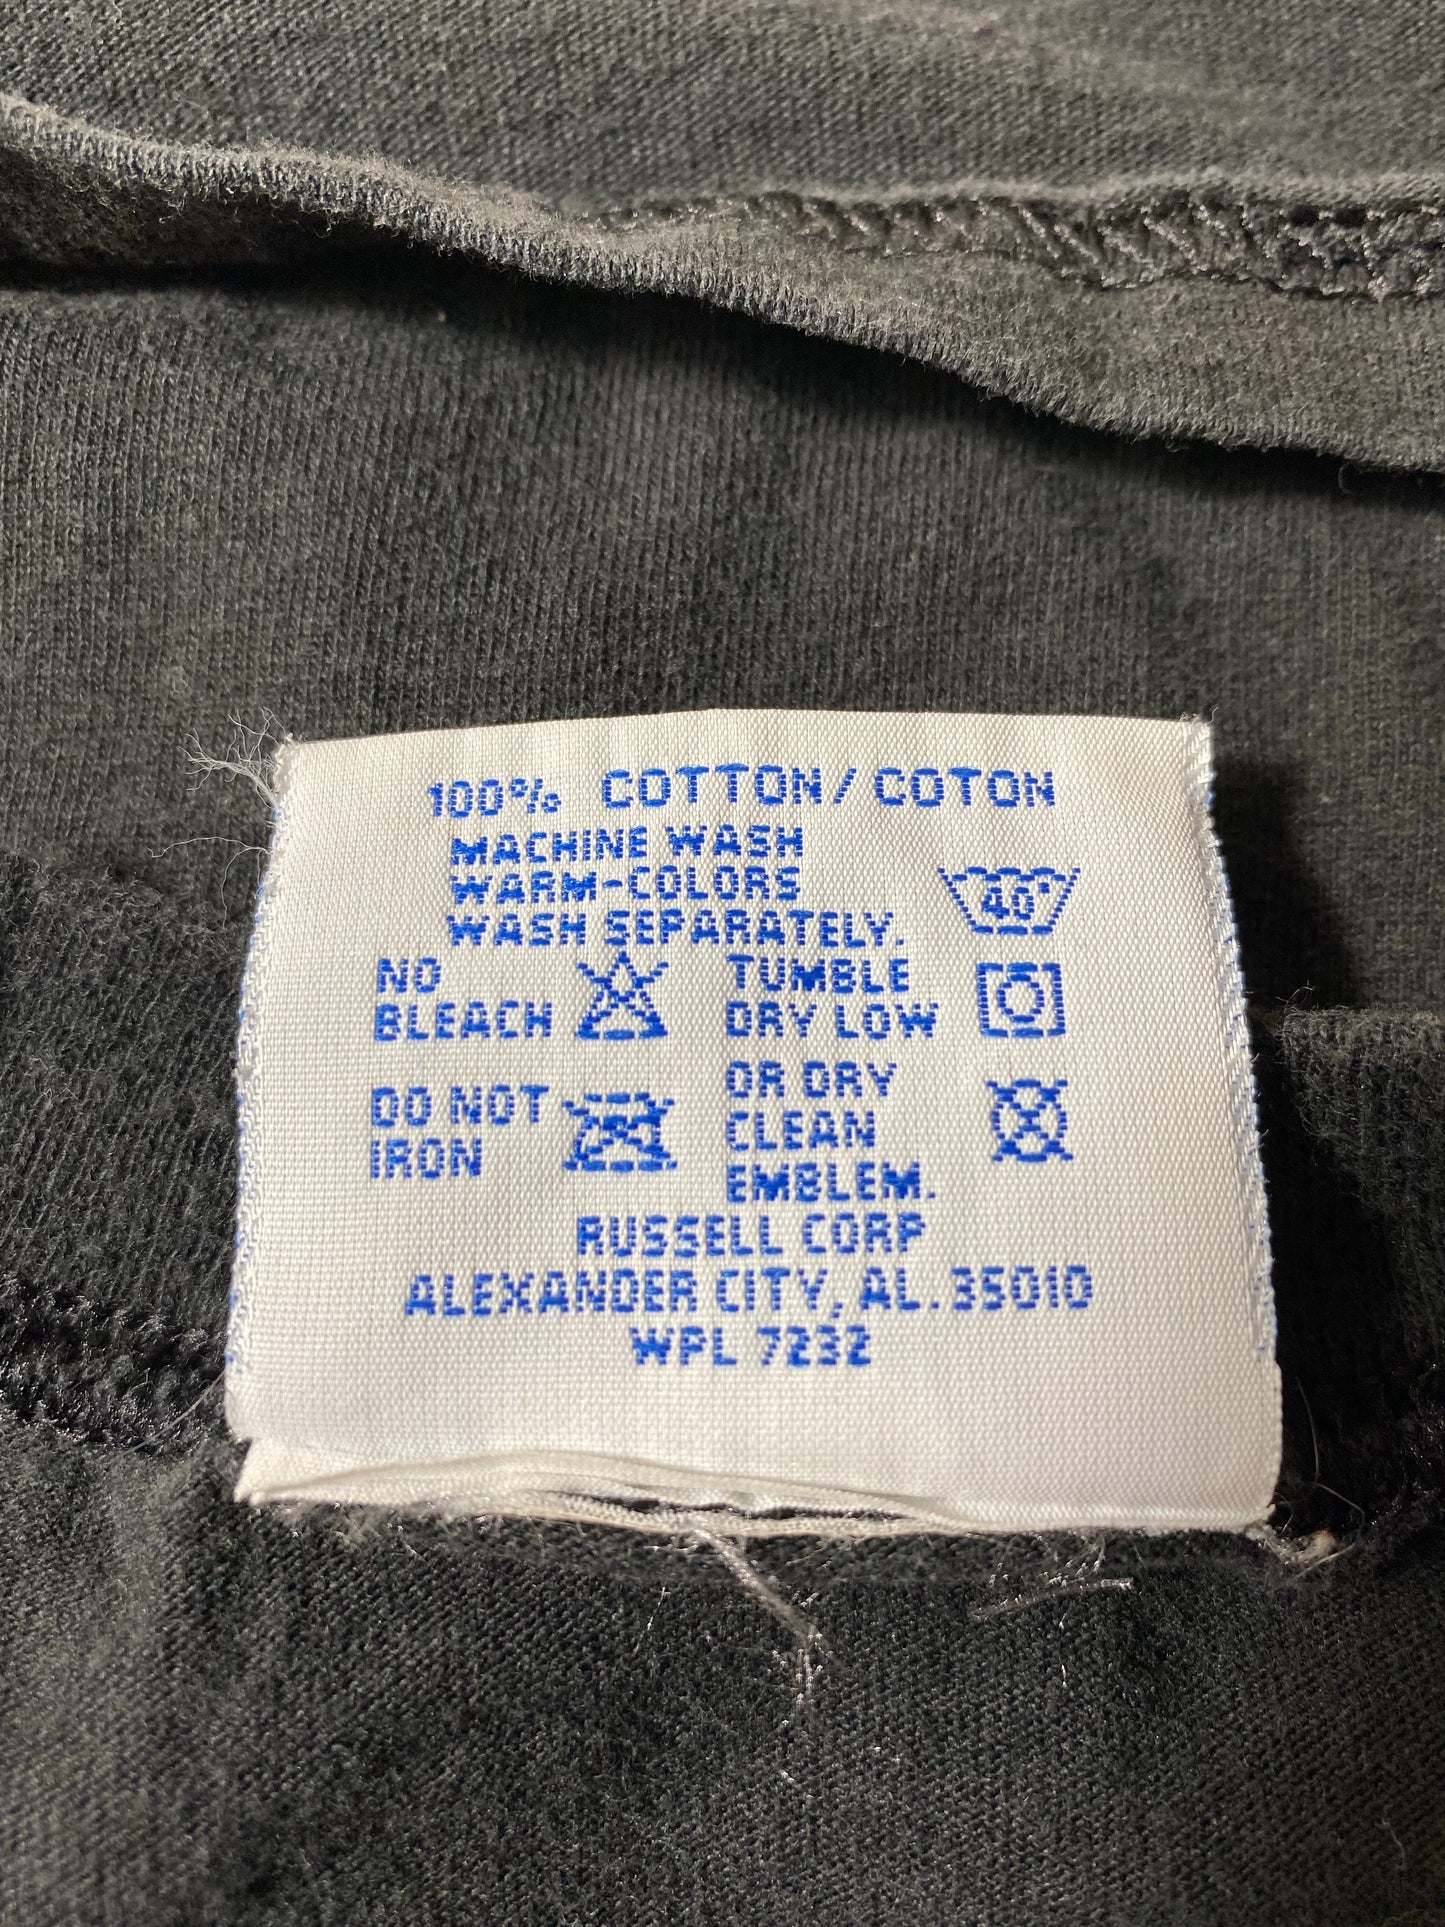 100% COTTON/COTON
MACHINE WASH
WARM-COLORS
WASH SEPARATELY.
40°
NO
BLEACH
TUMBLE
DRY LOW
DO NOT
IRON
OR DRY
CLEAN
EMBLEM.
RUSSELL CORP
ALEXANDER CITY, AL. 35010
WPL 7232